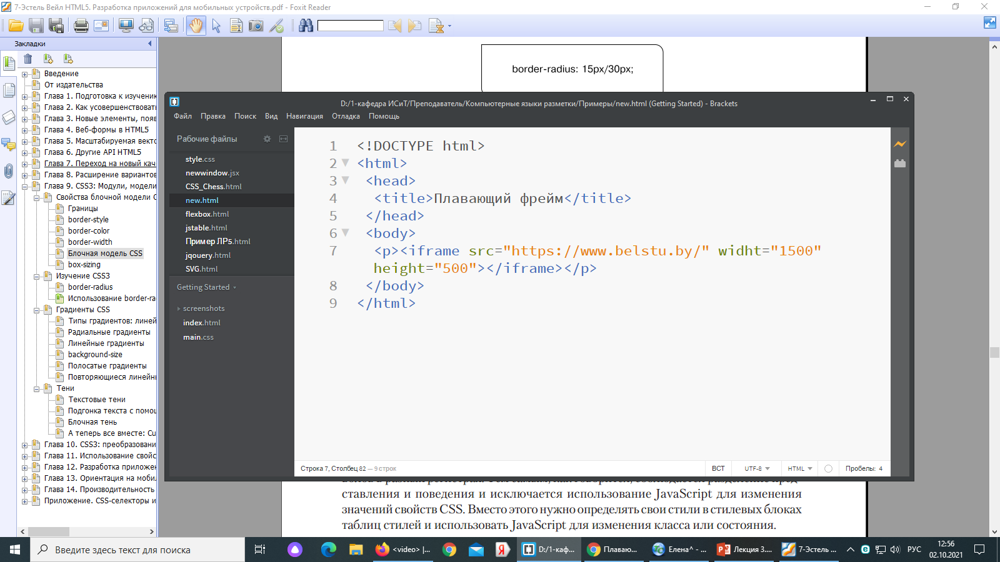 7-Эстель Вейл HTML5. Разработка приложений для мобильных устройств.pdf - Foxit Reader
Закладки
Введение
От издательства
Глава 1. Подготовка к изучению
Глава 2. Как усовершенствовать
Глава 3. Новые элементы, появ
Глава 4. Веб-формы в HTML5
Глава 5. Масштабируемая векто
Глава 6. Другие API HTML5
Глава 7. Переход на новый кач
Глава 8. Расширение вариантов
Глава 9. CSS3: Модули, модели
Свойства блочной модели C
Границы
border-style
border-color
border-width
Блочная модель CSS
box-sizing
Изучение CSS3
border-radius
Использование border-ra
Градиенты CSS
Типы градиентов: линей
Радиальные градиенты
Линейные градиенты
background-size
Полосатые градиенты
Повторяющиеся линейн
Тени
Текстовые тени
Подгонка текста с помощ
Блочная тень
А теперь все вместе: Cu
Глава 10. CSS3: преобразовани
Глава 11. Использование свойс
Глава 12. Разработка приложен
Глава 13. Ориентация на мобил
Глава 14. Производительность
Приложение. CSS-селекторы и
border-radius: 15px/30px;
D:/1-кафедра ИСиТ/Преподаватель/Компьютерные языки разметки/Примеры/new.html (Getting Started) - Brackets
Файл Правка Поиск Вид Навигация Отладка Помощь
Рабочие файлы
style.css
newwindow.jsx
CSS_Chess.html
new.html
flexbox.html
jstable.html
Пример ЛР5.html
jqouery.html
SVG.html
Getting Started
screenshots
index.html
main.css
1 <!DOCTYPE html>
2 <html>
3 <head>
4 <title>Плавающий фрейм</title>
5 </head>
6 <body>
7 <p><iframe src="https://www.belstu.by/" widht="1500"
height="500"></iframe></p>
8 </body>
9 </html>
Строка 7, Столбец 82 — 9 строк
ВСТ UTF-8 HTML Пробелы: 4
ставления и поведения и исключается использование JavaScript для изменения
значений свойств CSS. Вместо этого нужно определять свои стили в стилевых блоках
таблиц стилей и использовать JavaScript для изменения класса или состояния.
Введите здесь текст для поиска
<video> |...
D:/1-каф...
Плаваю...
Елена^ - ...
Лекция 3....
7-Эстель ...
РУС
12:56
02.10.2021